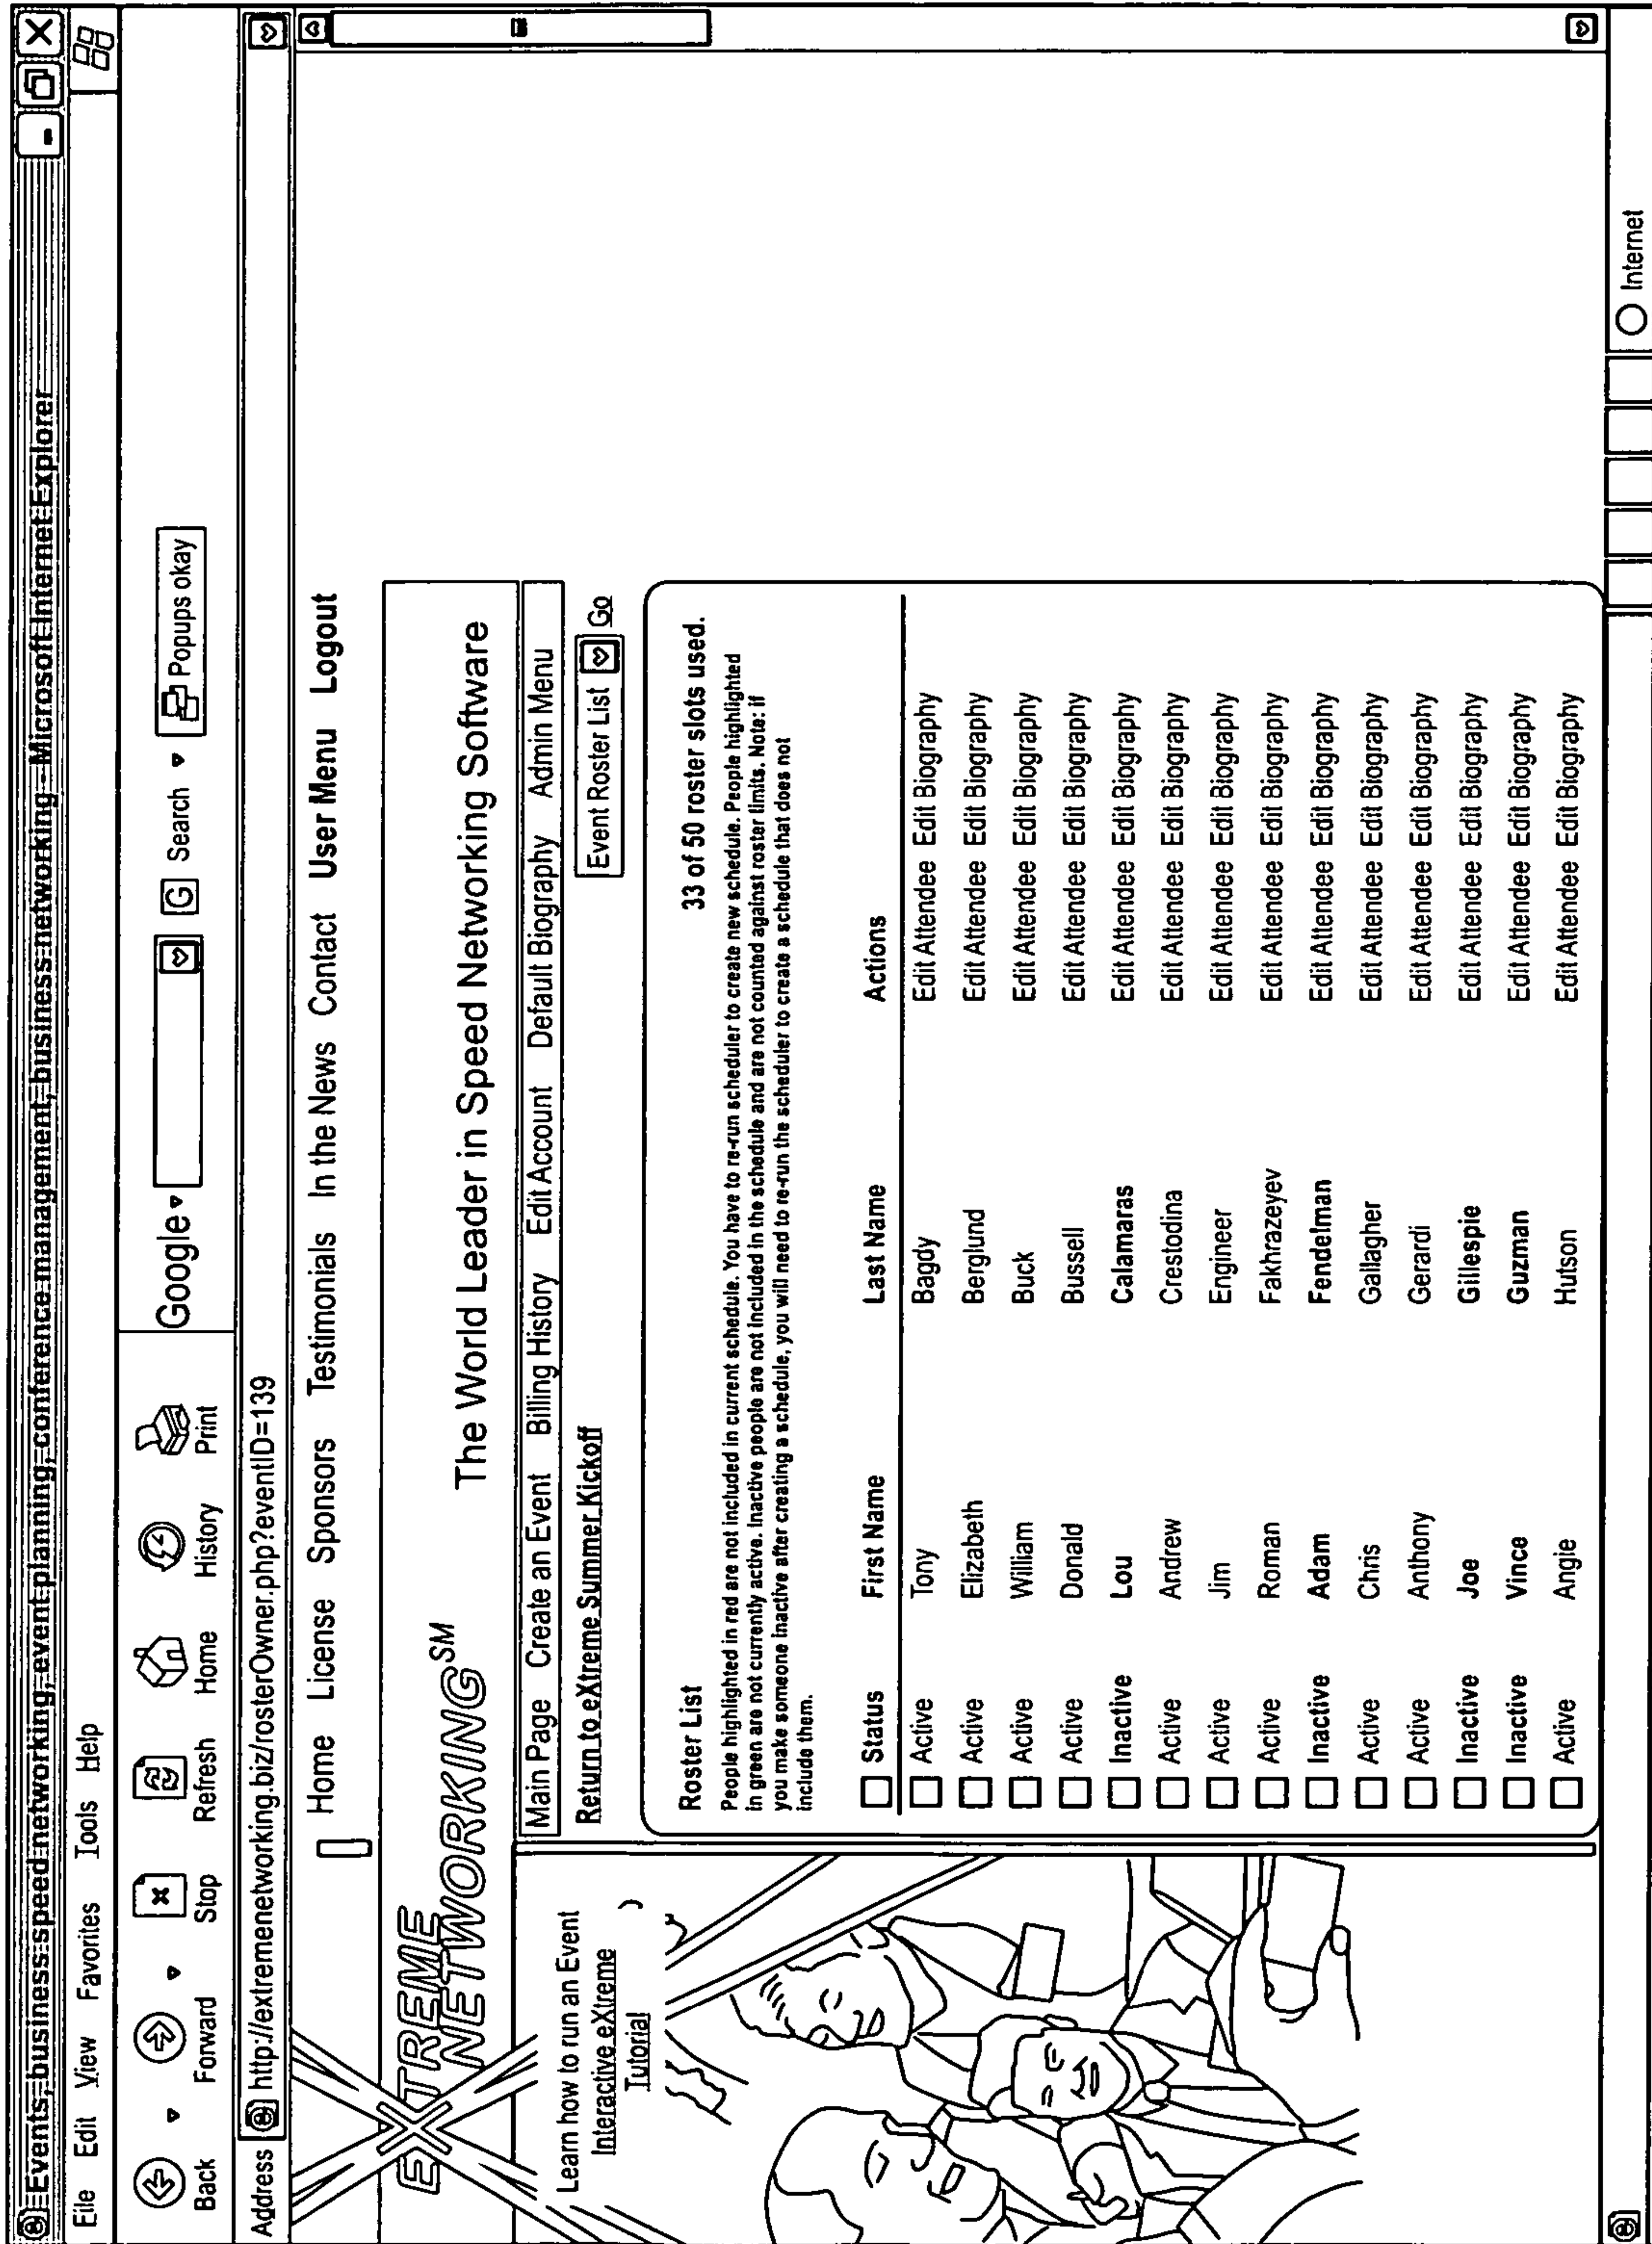 Events, business speed networking, event planning, conference management, business networking - Microsoft Internet Explorer
File Edit View Favorites Tools Help
Back Forward Stop Refresh Home History Print Google G Search Popups okay
Address http://extremenetworking.biz/rosterOwner.php?eventID=139
Home License Sponsors Testimonials In the News Contact User Menu Logout
EXTREME
NETWORKING SM
The World Leader in Speed Networking Software
Main Page Create an Event Billing History Edit Account Default Biography Admin Menu
Learn how to run an Event
Interactive eXtreme
Tutorial
Return to eXtreme Summer Kickoff Event Roster List Go
Roster List 33 of 50 roster slots used.
People highlighted in red are not included in current schedule. You have to re-run scheduler to create new schedule. People highlighted
in green are not currently active. Inactive people are not included in the schedule and are not counted against roster limits. Note: if
you make someone inactive after creating a schedule, you will need to re-run the scheduler to create a schedule that does not
include them.
Status First Name Last Name Actions
Active Tony Bagdy Edit Attendee Edit Biography
Active Elizabeth Berglund Edit Attendee Edit Biography
Active William Buck Edit Attendee Edit Biography
Active Donald Bussell Edit Attendee Edit Biography
Inactive Lou Calamaras Edit Attendee Edit Biography
Active Andrew Crestodina Edit Attendee Edit Biography
Active Jim Engineer Edit Attendee Edit Biography
Active Roman Fakhrazeyev Edit Attendee Edit Biography
Inactive Adam Fendelman Edit Attendee Edit Biography
Active Chris Gallagher Edit Attendee Edit Biography
Active Anthony Gerardi Edit Attendee Edit Biography
Inactive Joe Gillespie Edit Attendee Edit Biography
Inactive Vince Guzman Edit Attendee Edit Biography
Active Angie Hutson Edit Attendee Edit Biography
Internet